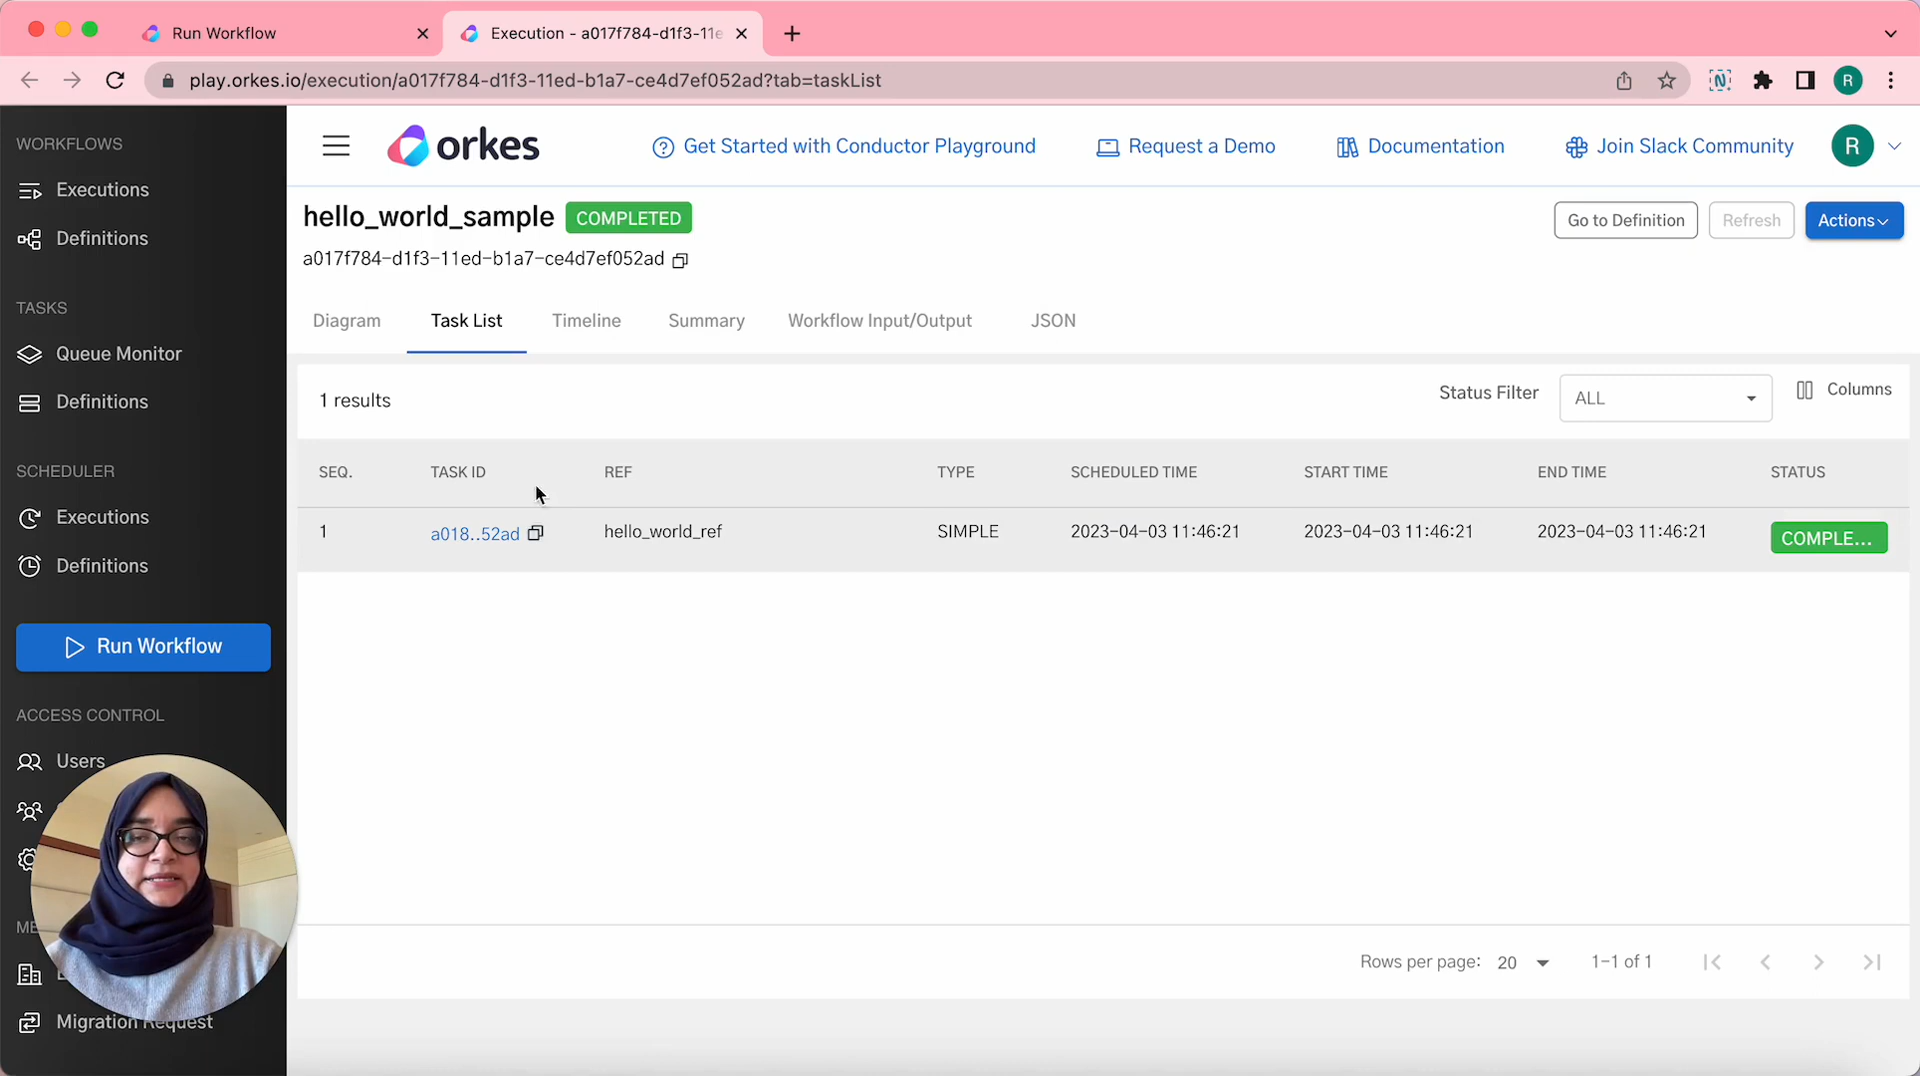 Run Workflow
Execution - a017f784-d1f3-11e
play.orkes.io/execution/a017f784-d1f3-11ed-b1a7-ce4d7ef052ad?tab=taskList
R
WORKFLOWS
Executions
Definitions
TASKS
Queue Monitor
Definitions
SCHEDULER
Executions
Definitions
Run Workflow
ACCESS CONTROL
Users
Migration Request
orkes
Get Started with Conductor Playground
Request a Demo
Documentation
Join Slack Community
R
hello_world_sample COMPLETED
a017f784-d1f3-11ed-b1a7-ce4d7ef052ad
Go to Definition
Refresh
Actions
Diagram
Task List
Timeline
Summary
Workflow Input/Output
JSON
1 results
Status Filter
ALL
Columns
SEQ. TASK ID REF TYPE SCHEDULED TIME START TIME END TIME STATUS
1 a018..52ad hello_world_ref SIMPLE 2023-04-03 11:46:21 2023-04-03 11:46:21 2023-04-03 11:46:21 COMPLE...
Rows per page: 20 1-1 of 1